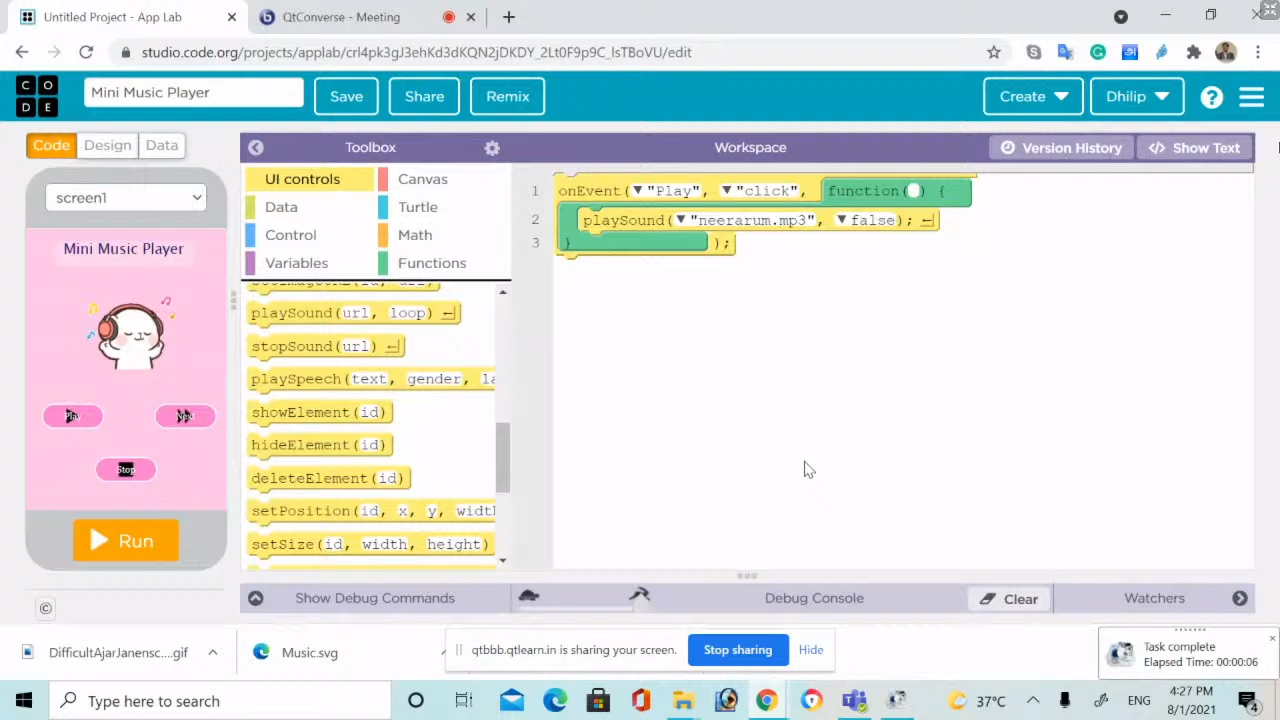 Untitled Project - App Lab
QtConverse - Meeting
studio.code.org/projects/applab/crl4pk3gJ3ehKd3dKQN2jDKDY_2Lt0F9p9C_lsTBoVU/edit
C O
D E
Mini Music Player
Save
Share
Remix
Create
Dhilip
?
Code
Design
Data
Toolbox
Workspace
Version History
Show Text
screen1
Mini Music Player
Play
Next
Stop
Run
UI controls
Canvas
Data
Turtle
Control
Math
Variables
Functions
playSound(url, loop)
stopSound(url)
playSpeech(text, gender, la
showElement(id)
hideElement(id)
deleteElement(id)
setPosition(id, x, y, widt
setSize(id, width, height)
1 onEvent("Play", "click", function( ) {
2 playSound("neerarum.mp3", false);
3 } );
©
Show Debug Commands
Debug Console
Clear
Watchers
DifficultAjarJanensc....gif
Music.svg
qtbbb.qtlearn.in is sharing your screen.
Stop sharing
Hide
Task complete
Elapsed Time: 00:00:06
Type here to search
37°C
ENG
4:27 PM
8/1/2021
4